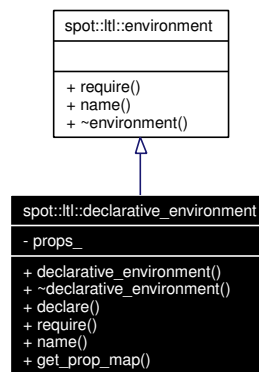 spot::ltl::environment
+ require()
+ name()
+ ~environment()
spot::ltl::declarative_environment
- props_
+ declarative_environment()
+ ~declarative_environment()
+ declare()
+ require()
+ name()
+ get_prop_map()